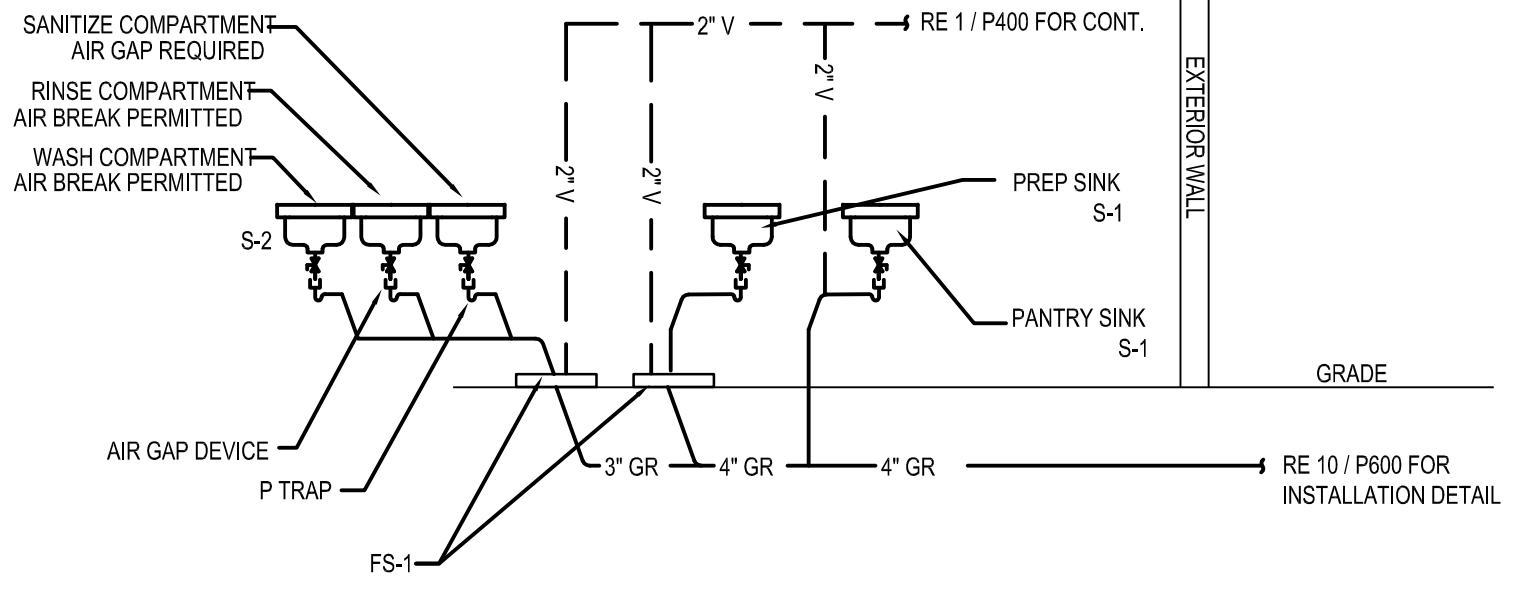 SANITIZE COMPARTMENT
AIR GAP REQUIRED
RINSE COMPARTMENT
AIR BREAK PERMITTED
WASH COMPARTMENT
AIR BREAK PERMITTED
S-2
2" V
RE 1 / P400 FOR CONT.
2" V
2" V
2" V
EXTERIOR WALL
PREP SINK
S-1
PANTRY SINK
S-1
GRADE
AIR GAP DEVICE
P TRAP
FS-1
3" GR
4" GR
4" GR
RE 10 / P600 FOR
INSTALLATION DETAIL